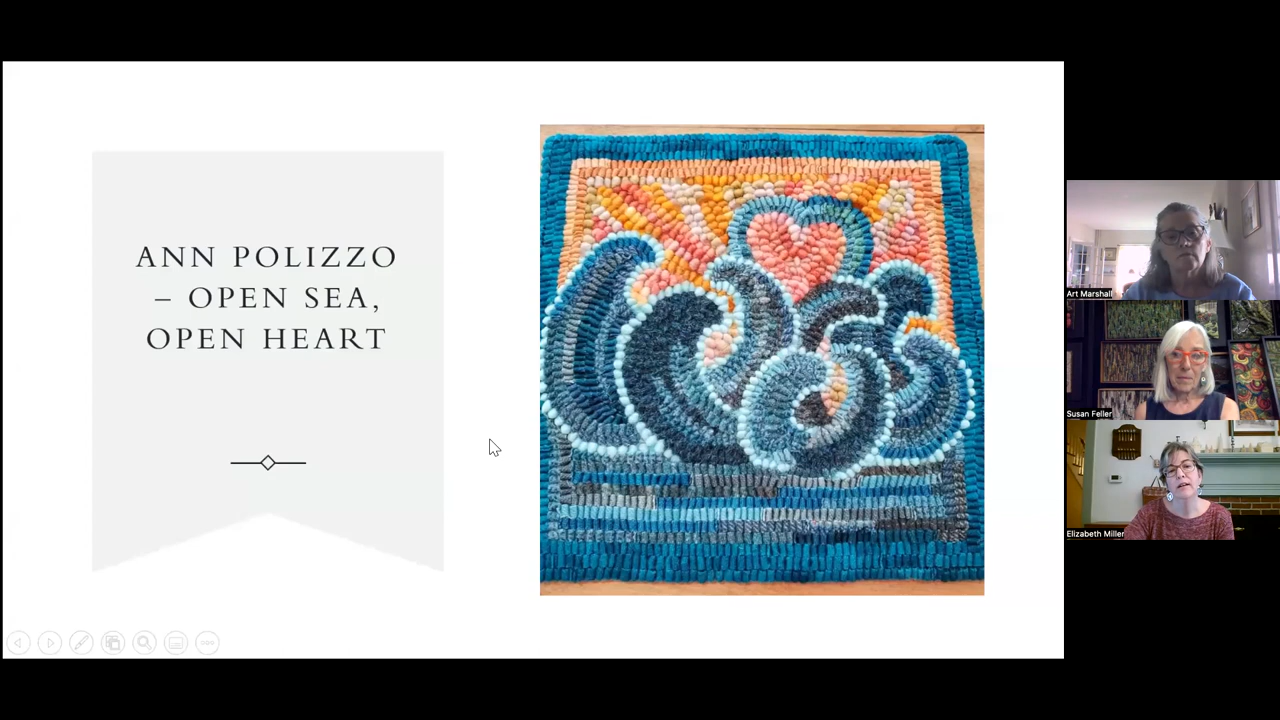 ANN POLIZZO
– OPEN SEA,
OPEN HEART
Art Marshall
Susan Feller
Elizabeth Miller